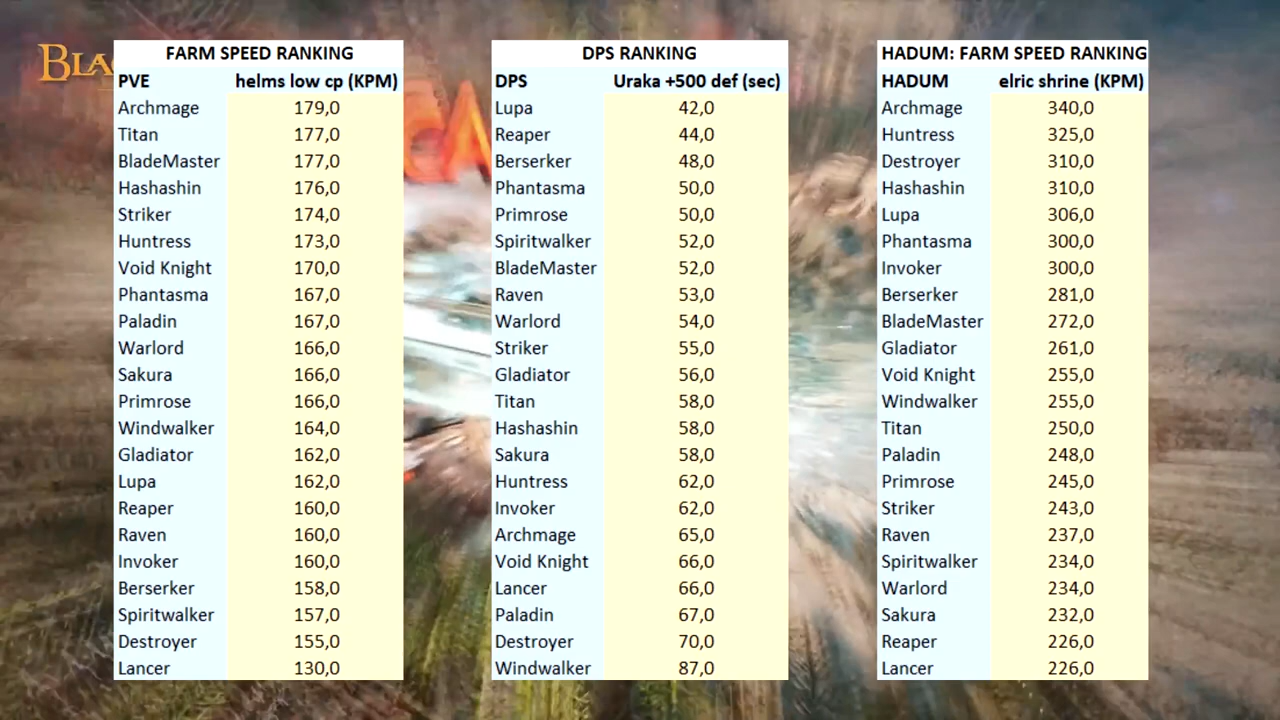 BLA
CA
FARM SPEED RANKING
PVE helms low cp (KPM)
Archmage 179,0
Titan 177,0
BladeMaster 177,0
Hashashin 176,0
Striker 174,0
Huntress 173,0
Void Knight 170,0
Phantasma 167,0
Paladin 167,0
Warlord 166,0
Sakura 166,0
Primrose 166,0
Windwalker 164,0
Gladiator 162,0
Lupa 162,0
Reaper 160,0
Raven 160,0
Invoker 160,0
Berserker 158,0
Spiritwalker 157,0
Destroyer 155,0
Lancer 130,0
DPS RANKING
DPS Uraka +500 def (sec)
Lupa 42,0
Reaper 44,0
Berserker 48,0
Phantasma 50,0
Primrose 50,0
Spiritwalker 52,0
BladeMaster 52,0
Raven 53,0
Warlord 54,0
Striker 55,0
Gladiator 56,0
Titan 58,0
Hashashin 58,0
Sakura 58,0
Huntress 62,0
Invoker 62,0
Archmage 65,0
Void Knight 66,0
Lancer 66,0
Paladin 67,0
Destroyer 70,0
Windwalker 87,0
HADUM: FARM SPEED RANKING
HADUM elric shrine (KPM)
Archmage 340,0
Huntress 325,0
Destroyer 310,0
Hashashin 310,0
Lupa 306,0
Phantasma 300,0
Invoker 300,0
Berserker 281,0
BladeMaster 272,0
Gladiator 261,0
Void Knight 255,0
Windwalker 255,0
Titan 250,0
Paladin 248,0
Primrose 245,0
Striker 243,0
Raven 237,0
Spiritwalker 234,0
Warlord 234,0
Sakura 232,0
Reaper 226,0
Lancer 226,0